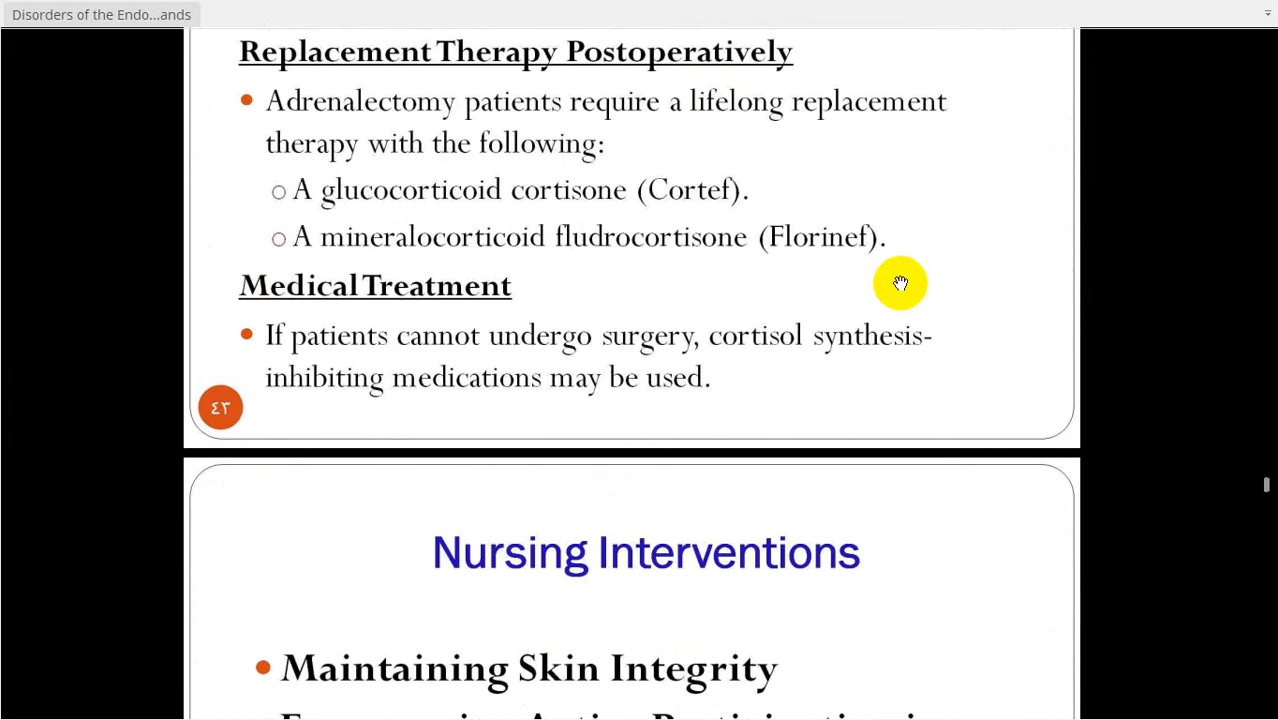 Disorders of the Endo...ands
Replacement Therapy Postoperatively
Adrenalectomy patients require a lifelong replacement
therapy with the following:
A glucocorticoid cortisone (Cortef).
A mineralocorticoid fludrocortisone (Florinef).
Medical Treatment
If patients cannot undergo surgery, cortisol synthesis-
inhibiting medications may be used.
٤٣
Nursing Interventions
Maintaining Skin Integrity